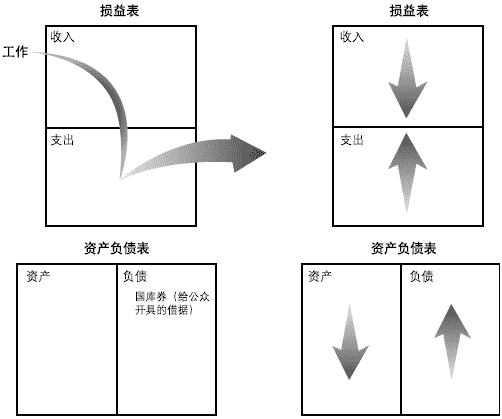 损益表
收入
工作
支出
资产负债表
资产
负债
国库券（给公众
开具的借据）
损益表
收入
支出
资产负债表
资产
负债